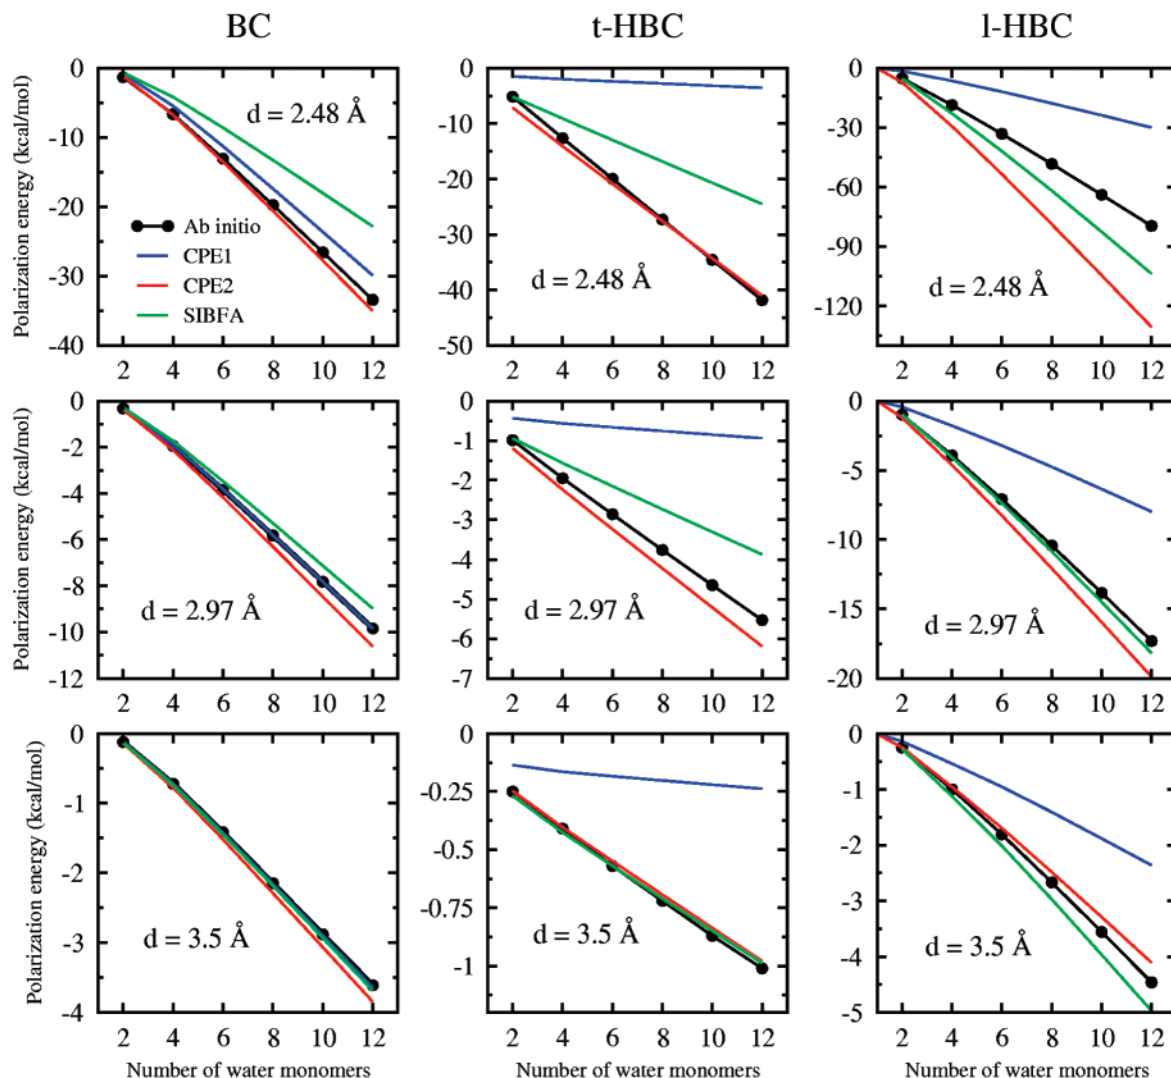 BC t-HBC l-HBC
Polarization energy (kcal/mol)
0
-10
-20
-30
-40
d = 2.48 Å
Ab initio
CPE1
CPE2
SIBFA
2 4 6 8 10 12
0
-10
-20
-30
-40
-50
d = 2.48 Å
2 4 6 8 10 12
0
-30
-60
-90
-120
d = 2.48 Å
2 4 6 8 10 12
Polarization energy (kcal/mol)
0
-2
-4
-6
-8
-10
-12
d = 2.97 Å
2 4 6 8 10 12
0
-1
-2
-3
-4
-5
-6
-7
d = 2.97 Å
2 4 6 8 10 12
0
-5
-10
-15
-20
d = 2.97 Å
2 4 6 8 10 12
Polarization energy (kcal/mol)
0
-1
-2
-3
-4
d = 3.5 Å
2 4 6 8 10 12
Number of water monomers
0
-0.25
-0.5
-0.75
-1
d = 3.5 Å
2 4 6 8 10 12
Number of water monomers
0
-1
-2
-3
-4
-5
d = 3.5 Å
2 4 6 8 10 12
Number of water monomers